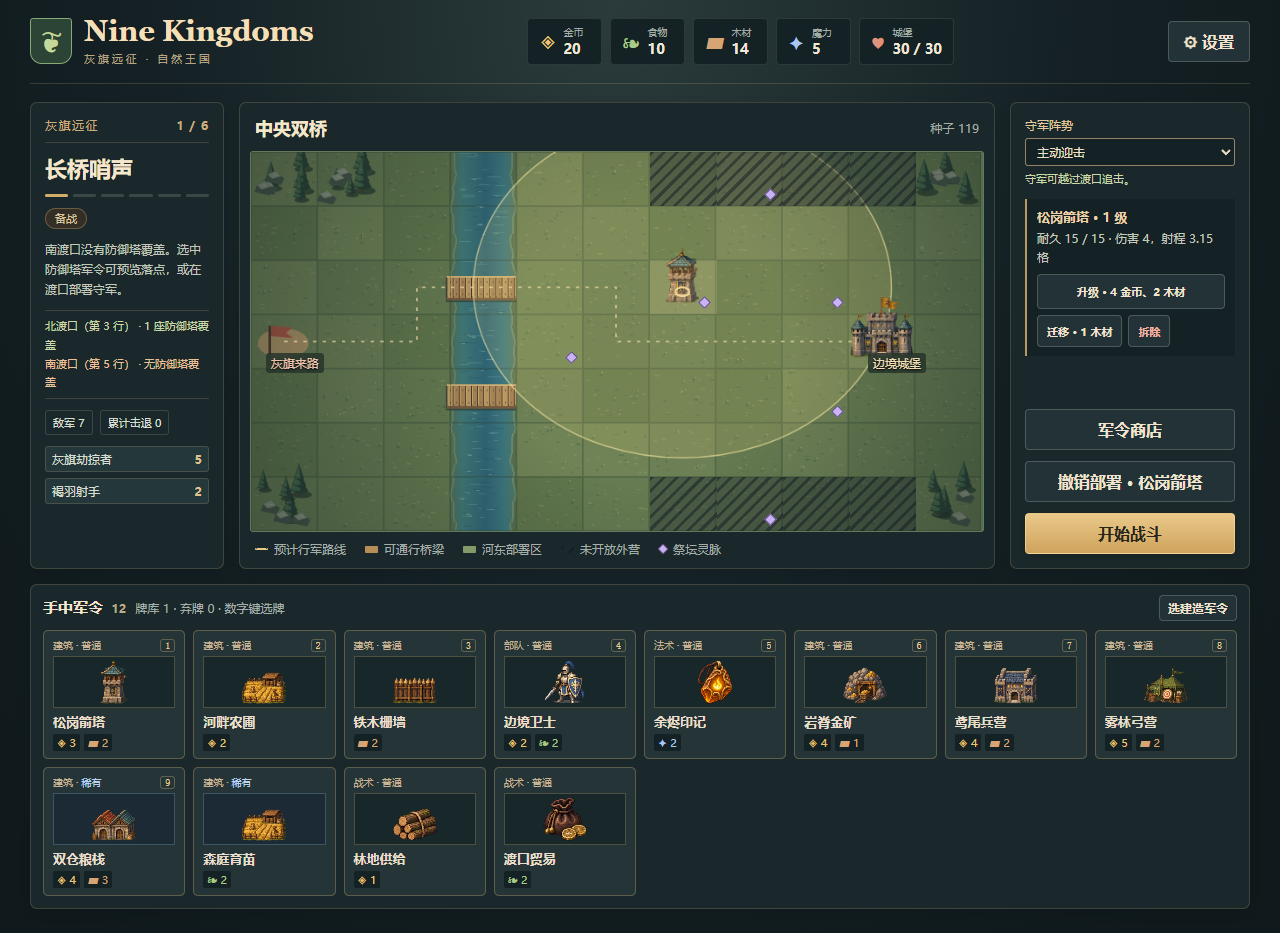 Nine Kingdoms
灰旗远征 · 自然王国
金币
20
食物
10
木材
14
魔力
5
城堡
30 / 30
设置
灰旗远征 1 / 6
长桥哨声
备战
南渡口没有防御塔覆盖。选中
防御塔军令可预览落点，或在
渡口部署守军。
北渡口（第 3 行） · 1 座防御塔覆
盖
南渡口（第 5 行） · 无防御塔覆
盖
敌军 7 累计击退 0
灰旗劫掠者 5
褐羽射手 2
中央双桥 种子 119
灰旗来路
边境城堡
预计行军路线 可通行桥梁 河东部署区 未开放外营 祭坛灵脉
守军阵势
主动迎击
守军可越过渡口追击。
松岗箭塔 • 1 级
耐久 15 / 15 · 伤害 4，射程 3.15
格
升级 • 4 金币、2 木材
迁移 • 1 木材 拆除
军令商店
撤销部署 • 松岗箭塔
开始战斗
手中军令 12 牌库 1 · 弃牌 0 · 数字键选牌 选建造军令
建筑 · 普通 1
松岗箭塔
3 2
建筑 · 普通 2
河畔农圃
2
建筑 · 普通 3
铁木栅墙
2
部队 · 普通 4
边境卫士
2 2
法术 · 普通 5
余烬印记
2
建筑 · 普通 6
岩脊金矿
4 1
建筑 · 普通 7
鸢尾兵营
4 2
建筑 · 普通 8
雾林弓营
5 2
建筑 · 稀有 9
双仓粮栈
4 3
建筑 · 稀有
森庭育苗
2
战术 · 普通
林地供给
1
战术 · 普通
渡口贸易
2